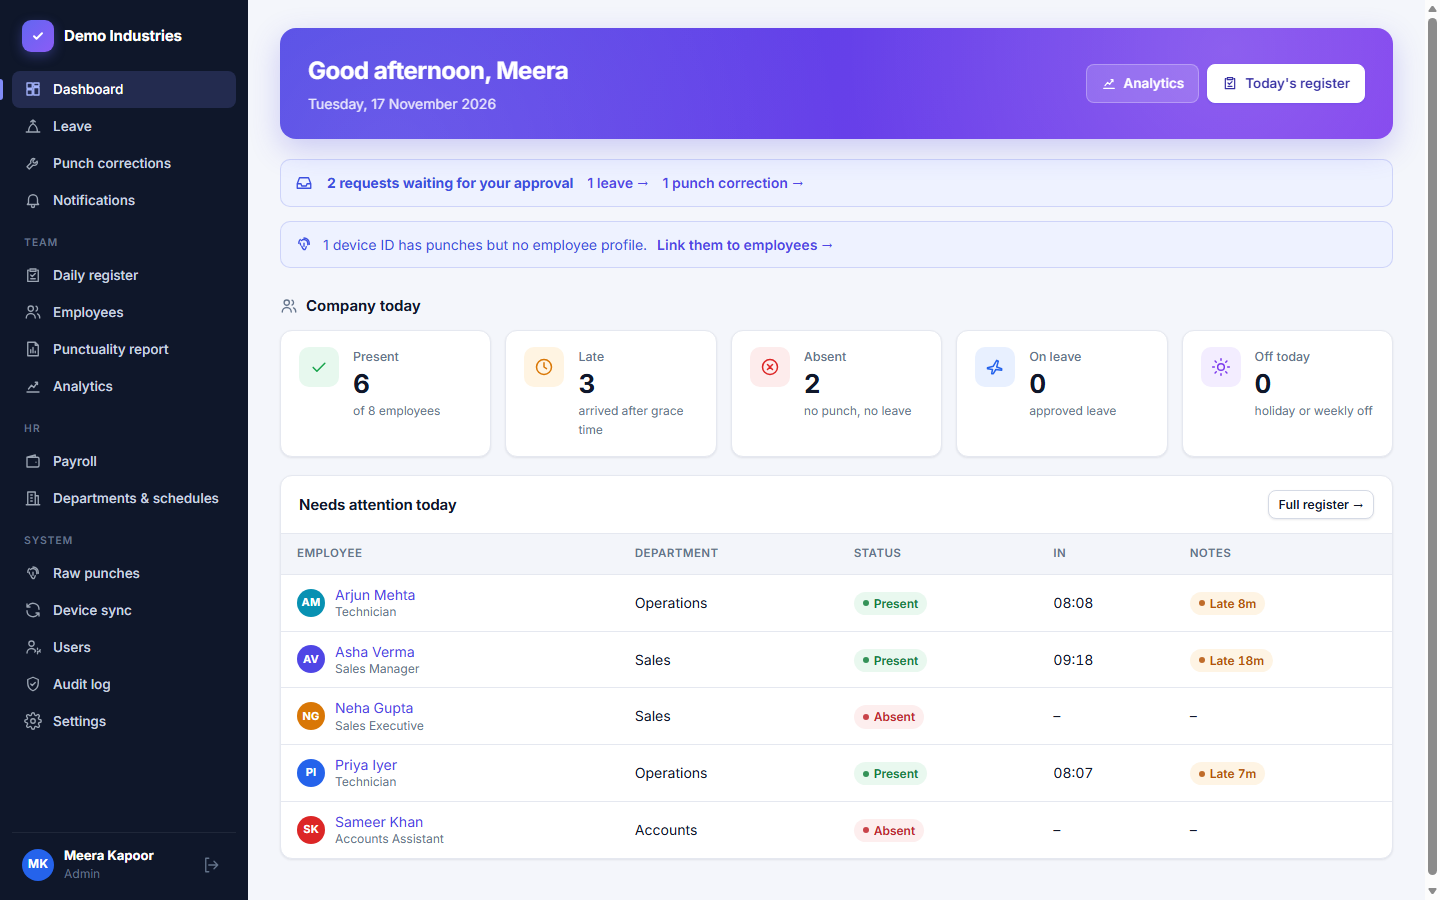 Demo Industries
Dashboard
Leave
Punch corrections
Notifications
TEAM
Daily register
Employees
Punctuality report
Analytics
HR
Payroll
Departments & schedules
SYSTEM
Raw punches
Device sync
Users
Audit log
Settings
MK
Meera Kapoor
Admin
Good afternoon, Meera
Tuesday, 17 November 2026
Analytics
Today's register
2 requests waiting for your approval 1 leave → 1 punch correction →
1 device ID has punches but no employee profile. Link them to employees →
Company today
Present
6
of 8 employees
Late
3
arrived after grace
time
Absent
2
no punch, no leave
On leave
0
approved leave
Off today
0
holiday or weekly off
Needs attention today
Full register →
EMPLOYEE DEPARTMENT STATUS IN NOTES
AM Arjun Mehta Operations Present 08:08 Late 8m
Technician
AV Asha Verma Sales Present 09:18 Late 18m
Sales Manager
NG Neha Gupta Sales Absent – –
Sales Executive
PI Priya Iyer Operations Present 08:07 Late 7m
Technician
SK Sameer Khan Accounts Absent – –
Accounts Assistant